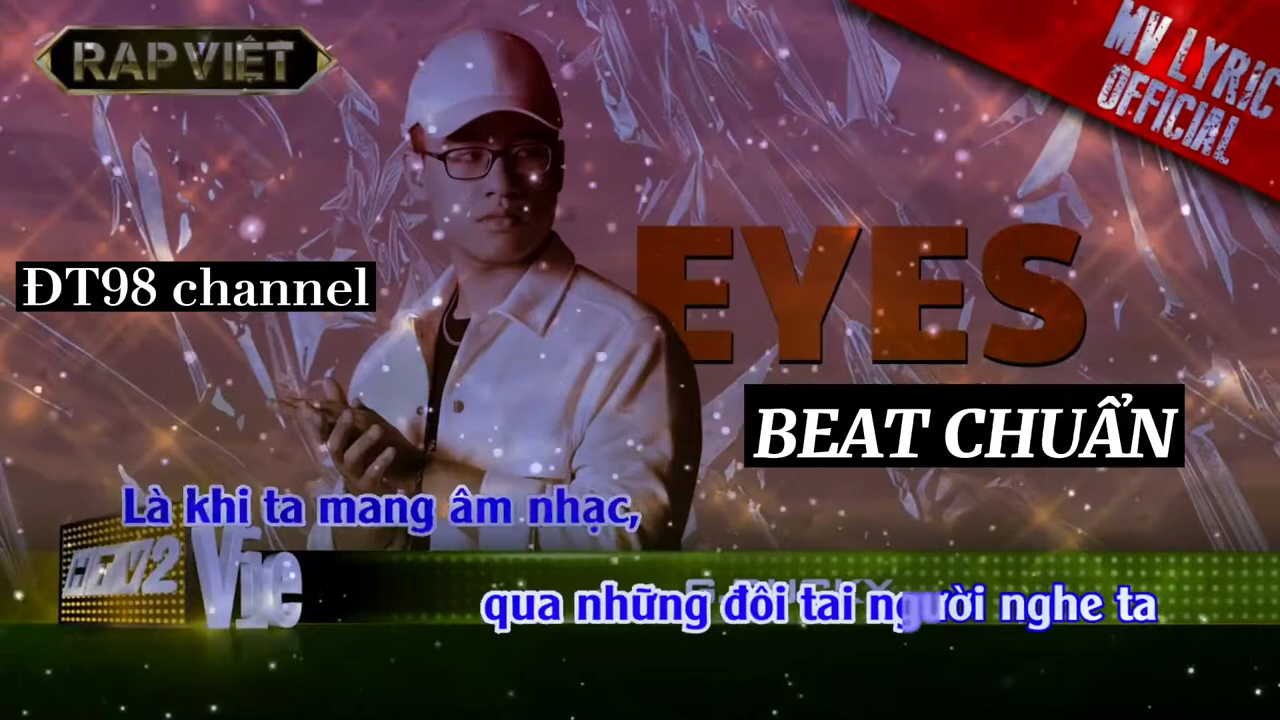 RAP VIỆT
MV LYRIC
OFFICIAL
EYES
ĐT98 channel
BEAT CHUẨN
Là khi ta mang âm nhạc,
Vie
qua những đôi tai người nghe ta